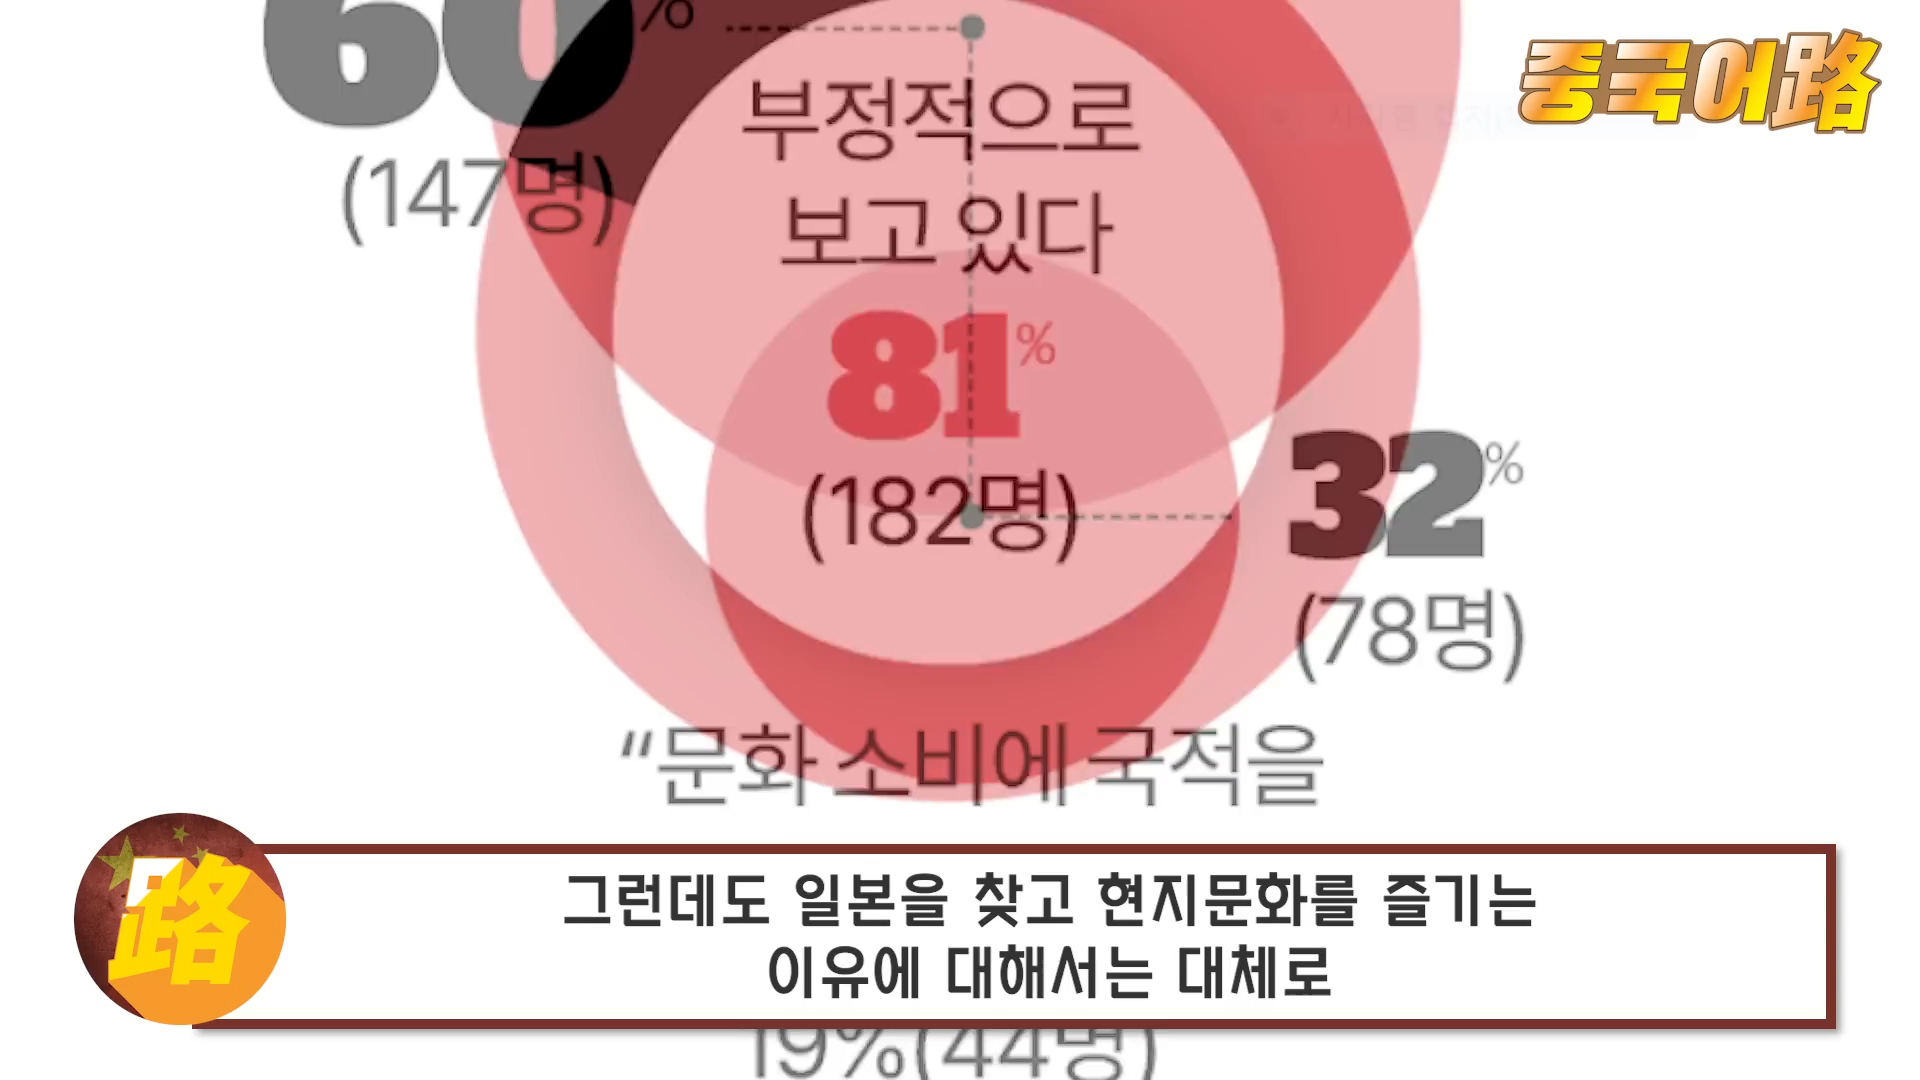 60%
중국어路
(147명)
부정적으로
보고 있다
81%
(182명)
32%
(78명)
“문화 소비에 국적을
路
그런데도 일본을 찾고 현지문화를 즐기는
이유에 대해서는 대체로
19%(44명)